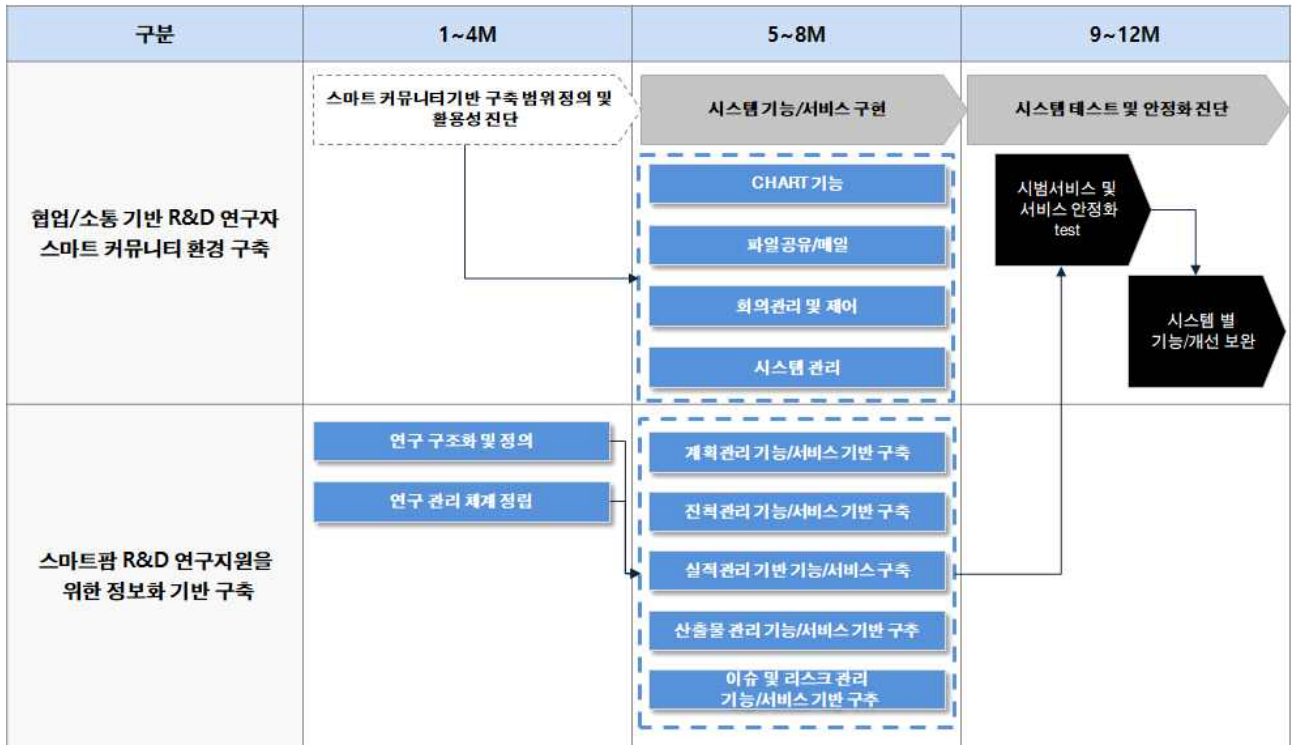 구분
1~4M
5~8M
9~12M
협업/소통 기반 R&D 연구자
스마트 커뮤니티 환경 구축
스마트 커뮤니티기반 구축 범위 정의 및
활용성 진단
시스템 기능/서비스 구현
시스템 테스트 및 안정화 진단
CHART 기능
파일공유/메일
회의관리 및 제어
시스템 관리
시범서비스 및
서비스 안정화
test
시스템 별
기능/개선 보완
스마트팜 R&D 연구지원을
위한 정보화 기반 구축
연구 구조화 및 정의
연구 관리 체계 정립
계획관리 기능/서비스 기반 구축
진척관리 기능/서비스 기반 구축
실적관리 기반 기능/서비스 구축
산출물 관리 기능/서비스 기반 구추
이슈 및 리스크 관리
기능/서비스 기반 구추